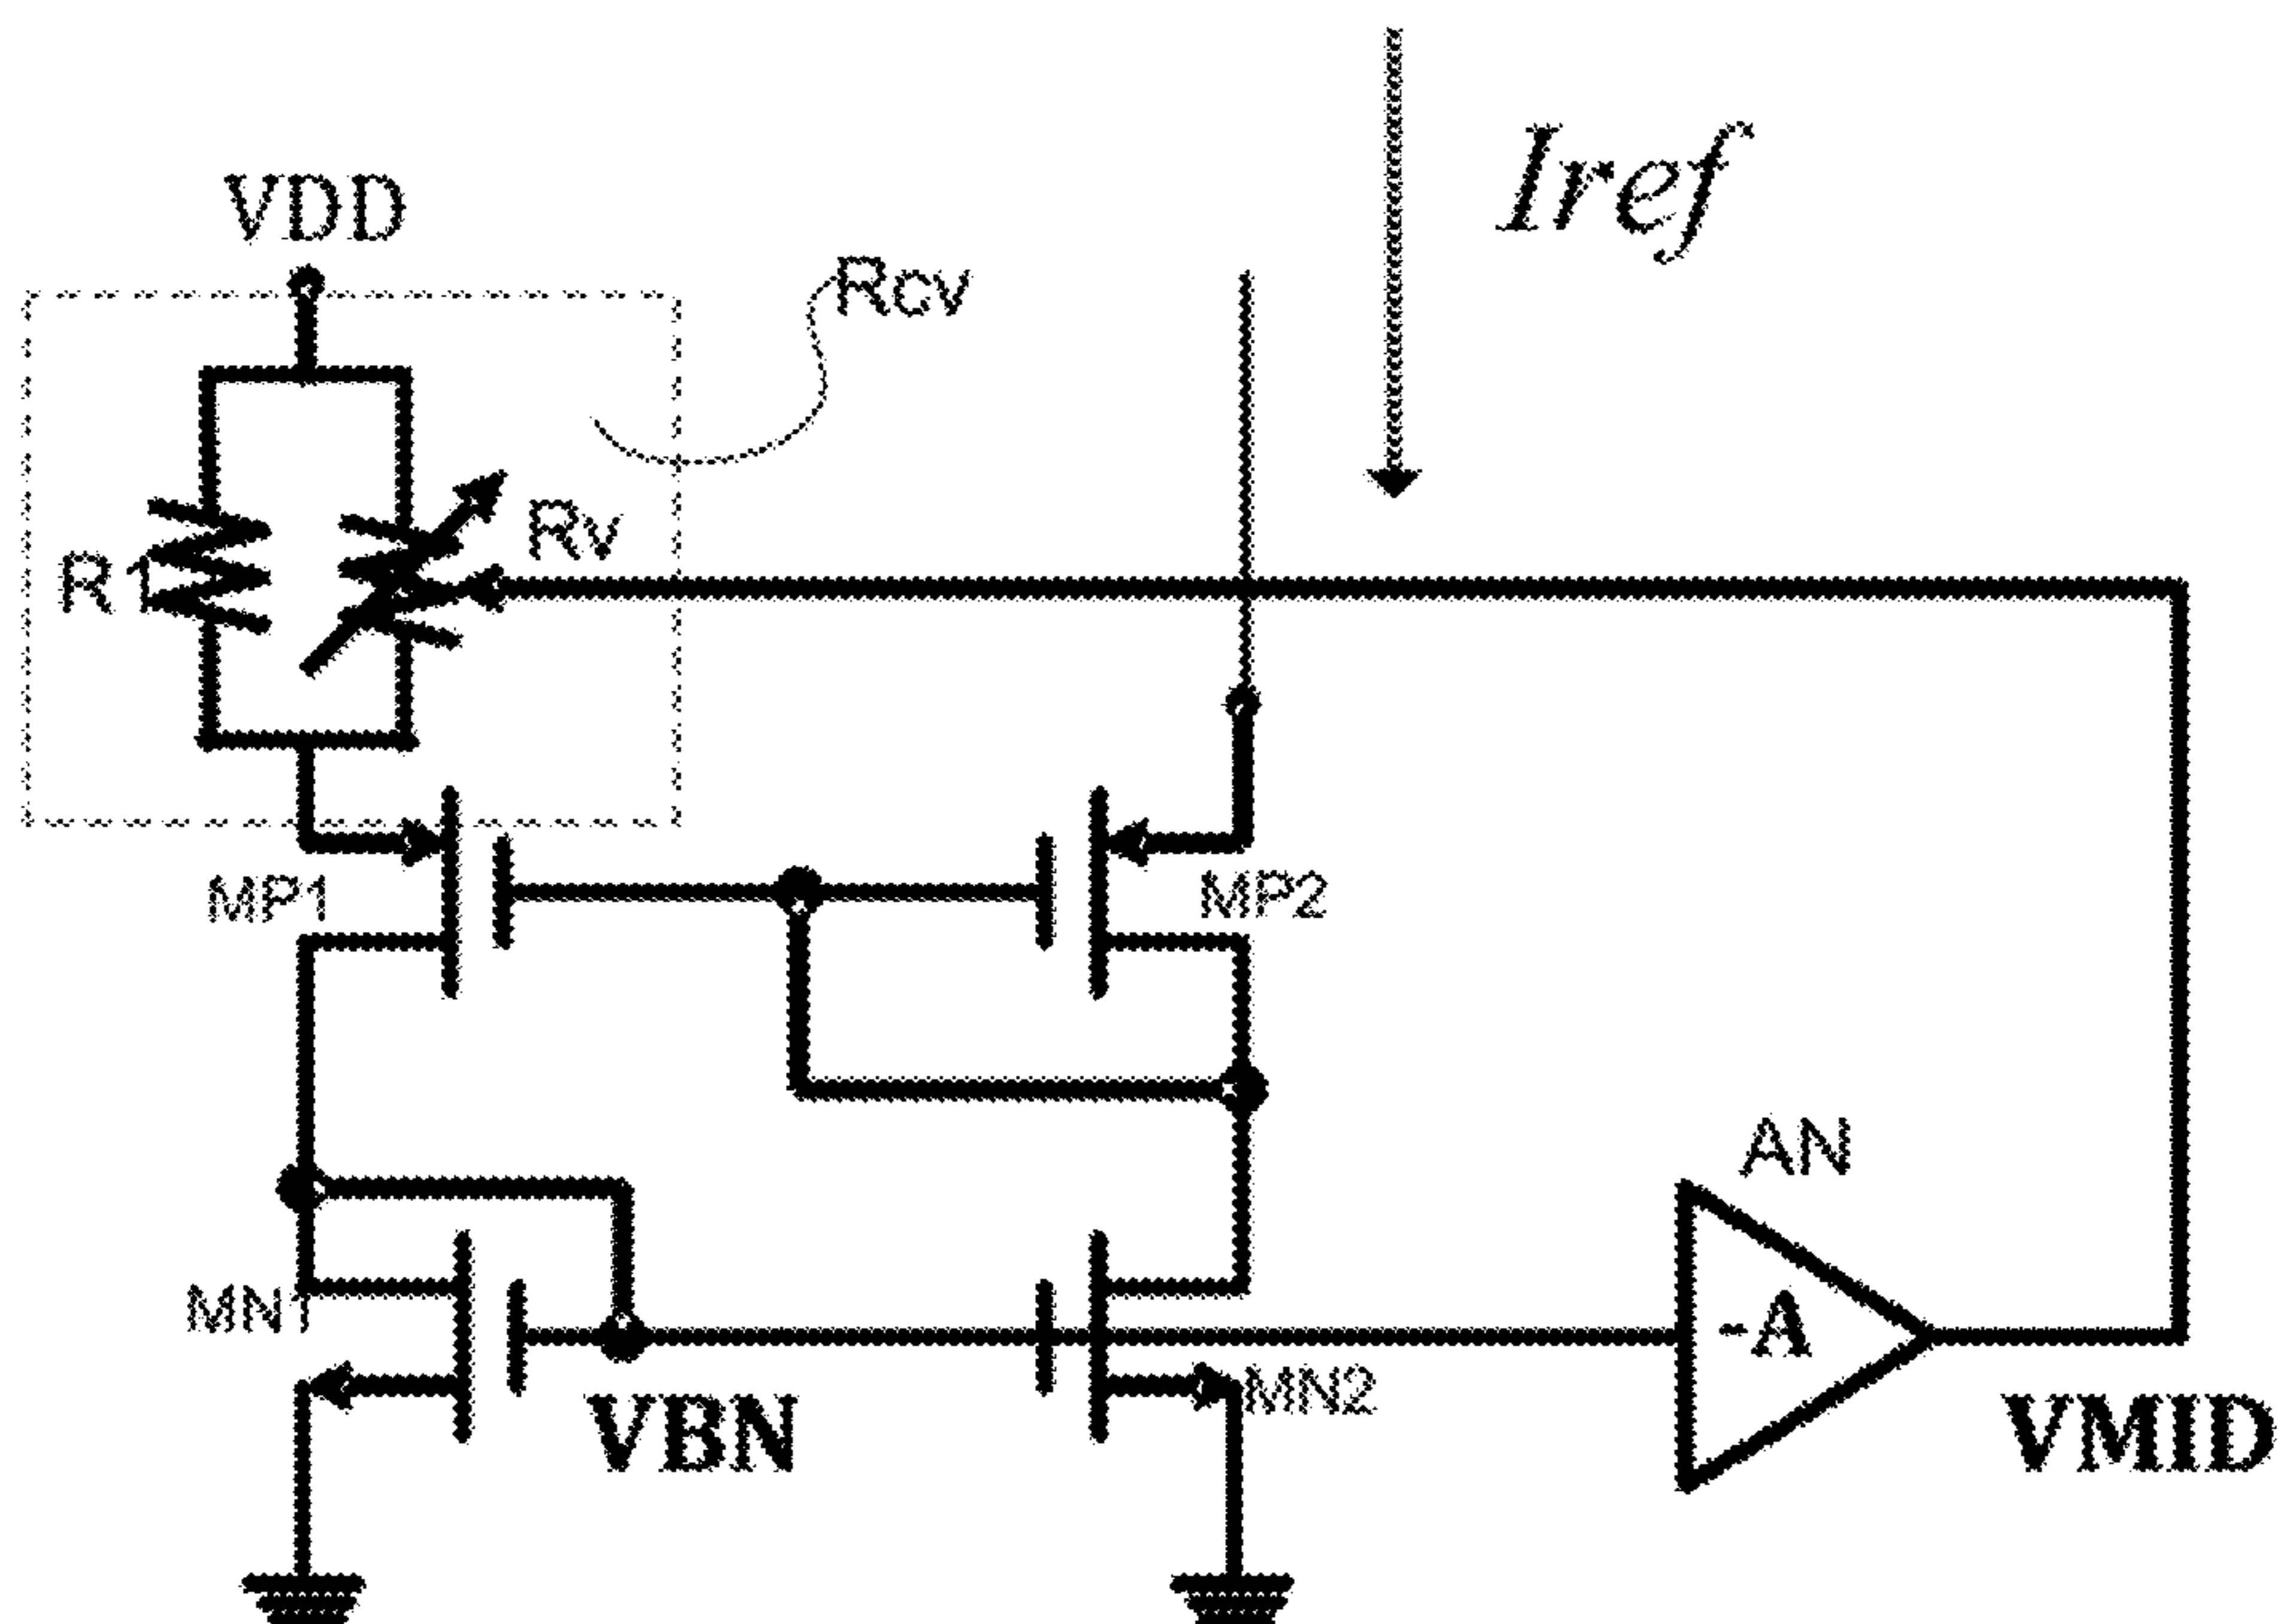 Iref
VDD
Rcv
Rv
R1
MP1
MP2
AN
-A
MN1
MN2
VBN
VMID